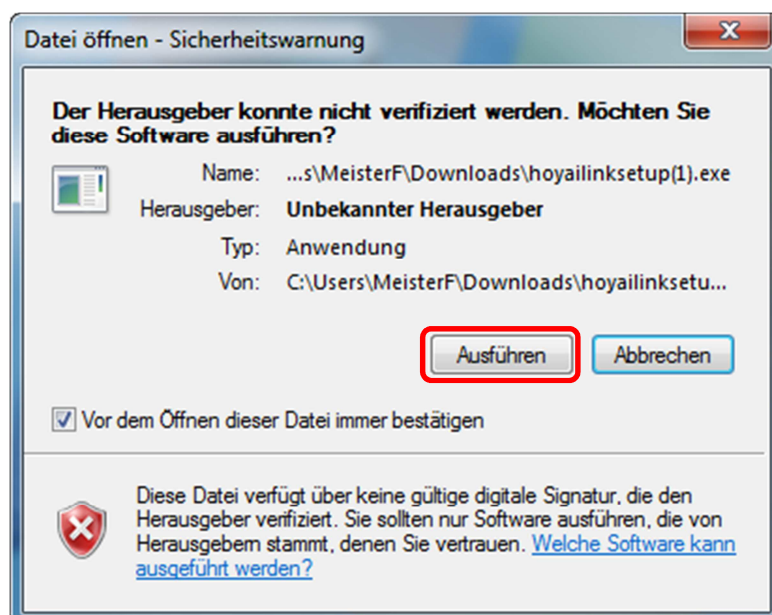 Datei öffnen - Sicherheitswarnung
Der Herausgeber konnte nicht verifiziert werden. Möchten Sie
diese Software ausführen?
Name: ...s\MeisterF\Downloads\hoyailinksetup(1).exe
Herausgeber: Unbekannter Herausgeber
Typ: Anwendung
Von: C:\Users\MeisterF\Downloads\hoyailinksetu...
Ausführen Abbrechen
Vor dem Öffnen dieser Datei immer bestätigen
Diese Datei verfügt über keine gültige digitale Signatur, die den
Herausgeber verifiziert. Sie sollten nur Software ausführen, die von
Herausgebern stammt, denen Sie vertrauen. Welche Software kann
ausgeführt werden?